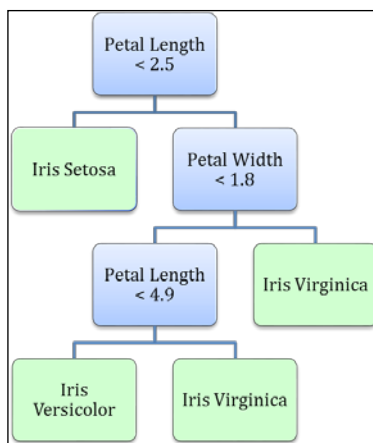 Petal Length
< 2.5
Iris Setosa
Petal Width
< 1.8
Petal Length
< 4.9
Iris Virginica
Iris
Versicolor
Iris Virginica